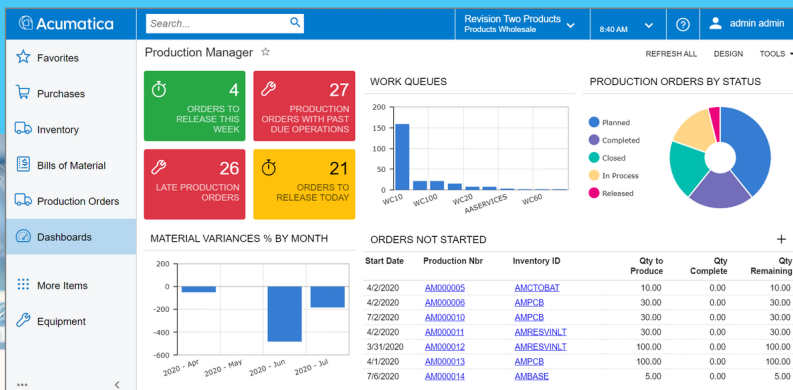 Acumatica
Search...
Revision Two Products
Products Wholesale
8:40 AM
admin admin
Favorites
Purchases
Inventory
Bills of Material
Production Orders
Dashboards
More Items
Equipment
Production Manager
REFRESH ALL DESIGN TOOLS
4
ORDERS TO
RELEASE THIS
WEEK
27
PRODUCTION
ORDERS WITH PAST
DUE OPERATIONS
26
LATE PRODUCTION
ORDERS
21
ORDERS TO
RELEASE TODAY
WORK QUEUES
200
150
100
50
0
WC10 WC100 WC20 AASERVICES WC60
PRODUCTION ORDERS BY STATUS
Planned
Completed
Closed
In Process
Released
MATERIAL VARIANCES % BY MONTH
200
0
-200
-400
-600
2020 - Apr 2020 - May 2020 - Jun 2020 - Jul
ORDERS NOT STARTED
Start Date Production Nbr Inventory ID Qty to Produce Qty Complete Qty Remaining
4/2/2020 AM000005 AMCTOBAT 10.00 0.00 10.00
4/2/2020 AM000006 AMPCB 30.00 0.00 30.00
7/2/2020 AM000010 AMPCB 30.00 0.00 30.00
4/2/2020 AM000011 AMRESVINLT 30.00 0.00 30.00
3/31/2020 AM000012 AMRESVINLT 100.00 0.00 100.00
4/1/2020 AM000013 AMPCB 100.00 0.00 100.00
7/6/2020 AM000014 AMBASE 5.00 0.00 5.00